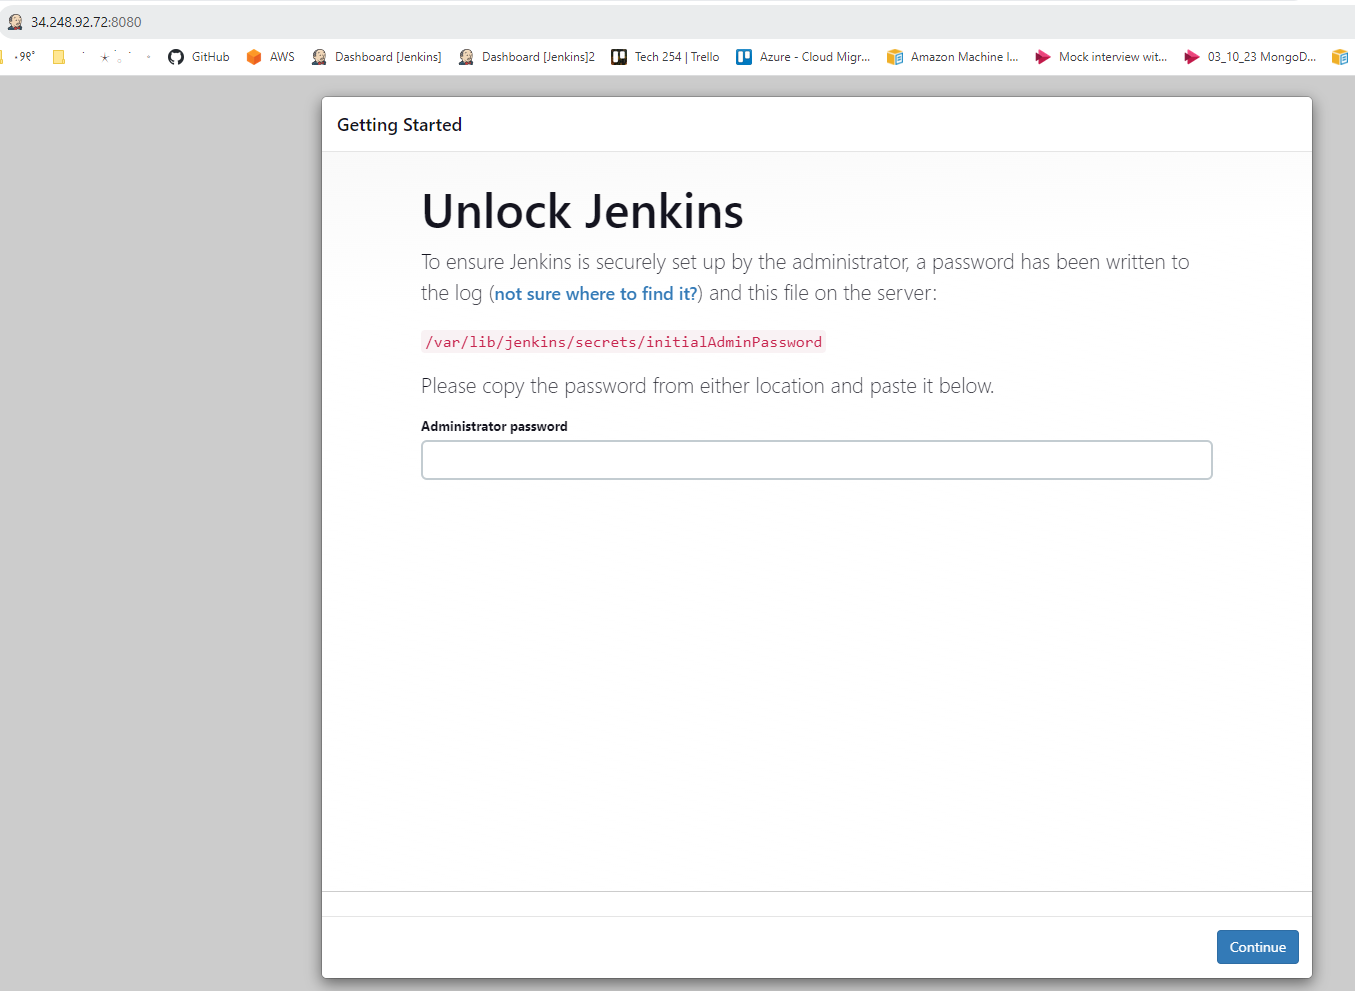 34.248.92.72:8080
GitHub AWS Dashboard [Jenkins] Dashboard [Jenkins]2 Tech 254 | Trello Azure - Cloud Migr... Amazon Machine I... Mock interview wit... 03_10_23 MongoD...
Getting Started
Unlock Jenkins
To ensure Jenkins is securely set up by the administrator, a password has been written to
the log (not sure where to find it?) and this file on the server:
/var/lib/jenkins/secrets/initialAdminPassword
Please copy the password from either location and paste it below.
Administrator password
Continue